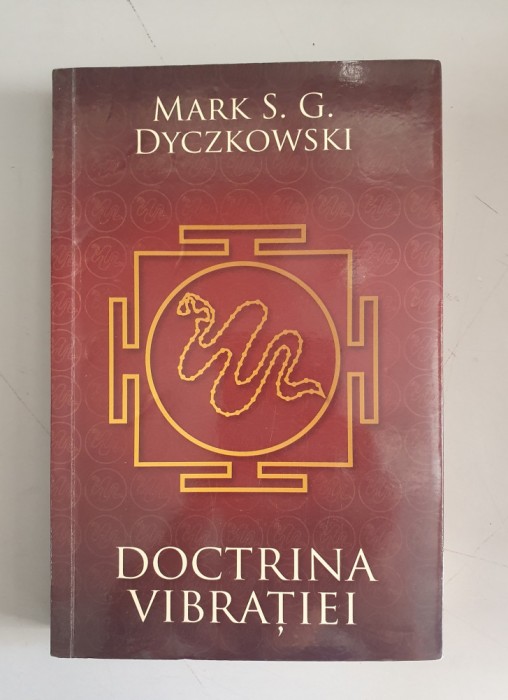 MARK S. G.
DYCZKOWSKI
DOCTRINA
VIBRAȚIEI